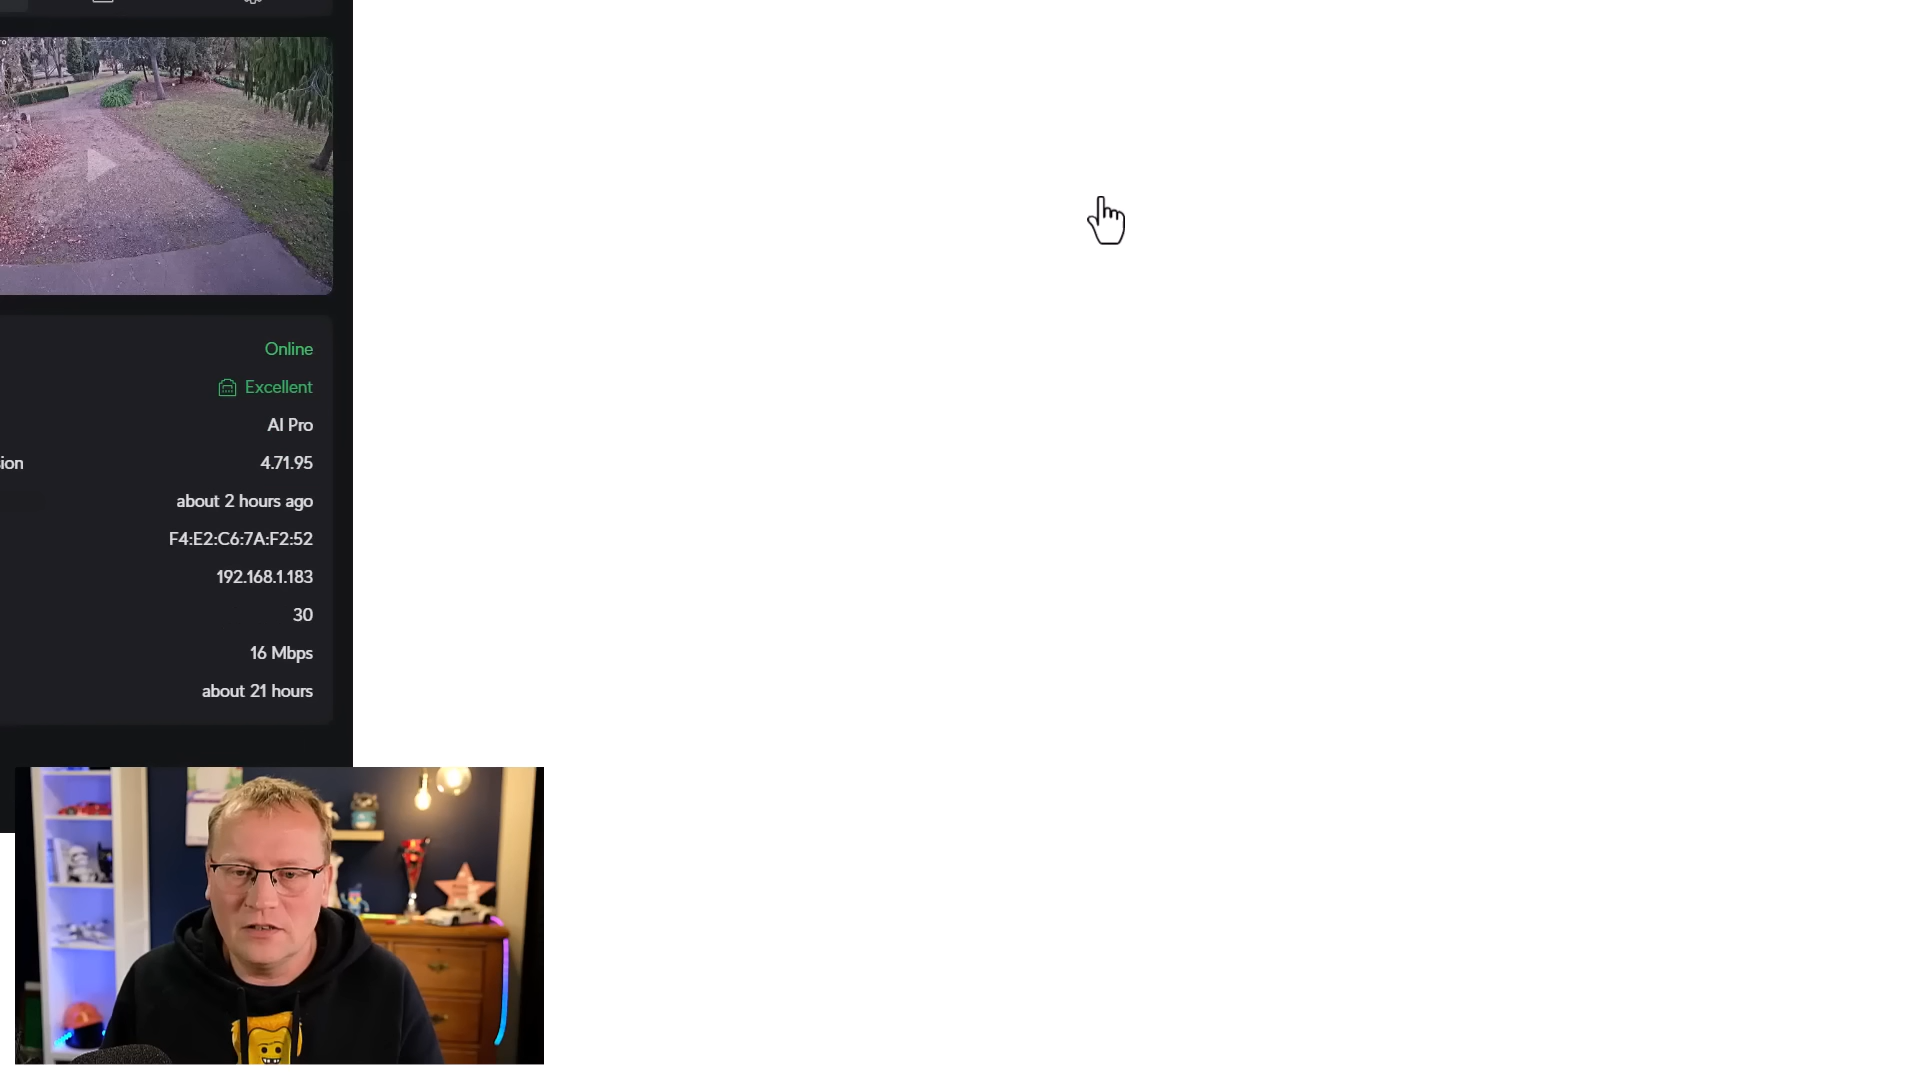 Online
Excellent
AI Pro
sion 4.71.95
about 2 hours ago
F4:E2:C6:7A:F2:52
192.168.1.183
30
16 Mbps
about 21 hours